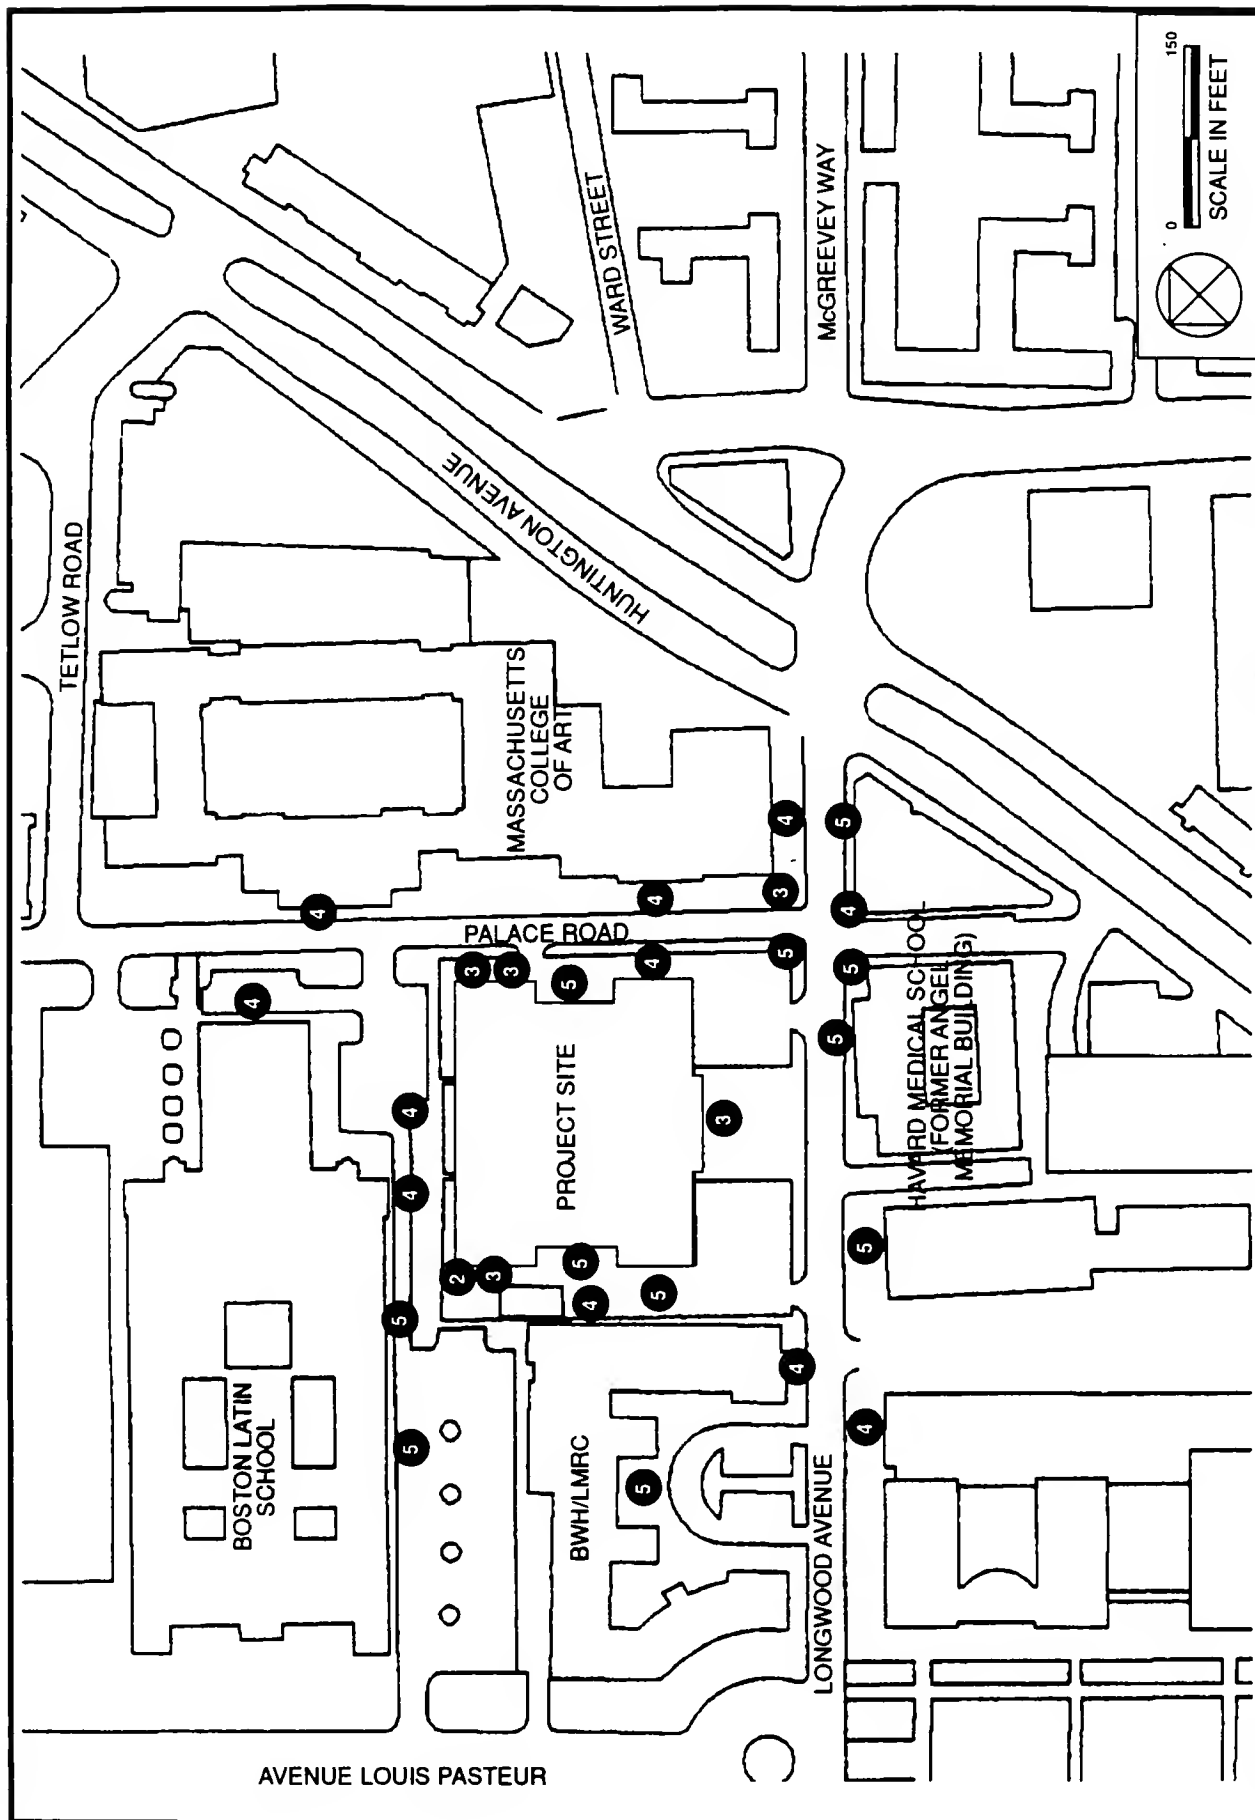 150
0
SCALE IN FEET
WARD STREET
McGREEVEY WAY
HUNTINGTON AVENUE
TETLOW ROAD
MASSACHUSETTS
COLLEGE
OF ART
4
5
3
4
4
4
PALACE ROAD
5
4
5
3
3
5
4
5
HAVARD MEDICAL SCHOOL
(FORMER ANGEL
MEMORIAL BUILDING)
PROJECT SITE
4
3
4
5
5
3
2
5
4
5
4
BOSTON LATIN
SCHOOL
4
5
5
BWH/LMRC
LONGWOOD AVENUE
AVENUE LOUIS PASTEUR